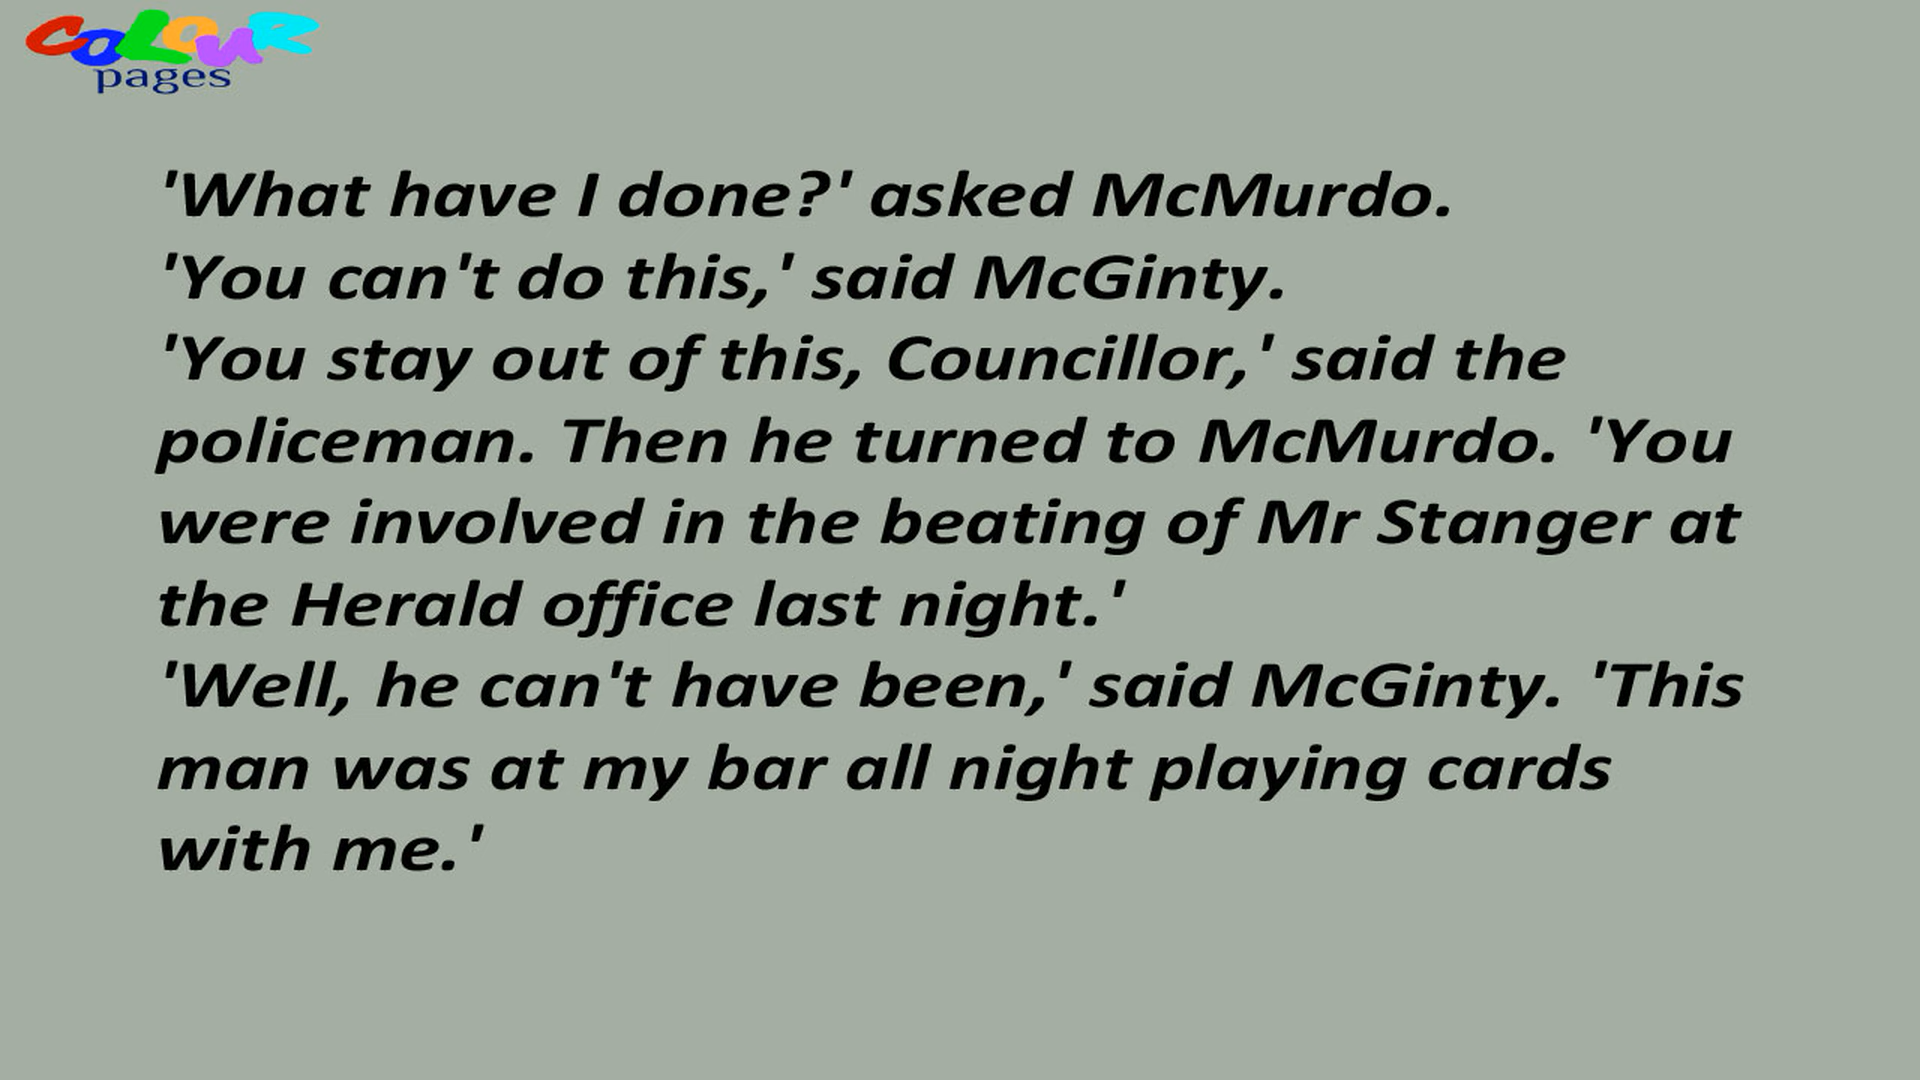 COLOUR
pages
'What have I done?' asked McMurdo.
'You can't do this,' said McGinty.
'You stay out of this, Councillor,' said the
policeman. Then he turned to McMurdo. 'You
were involved in the beating of Mr Stanger at
the Herald office last night.'
'Well, he can't have been,' said McGinty. 'This
man was at my bar all night playing cards
with me.'